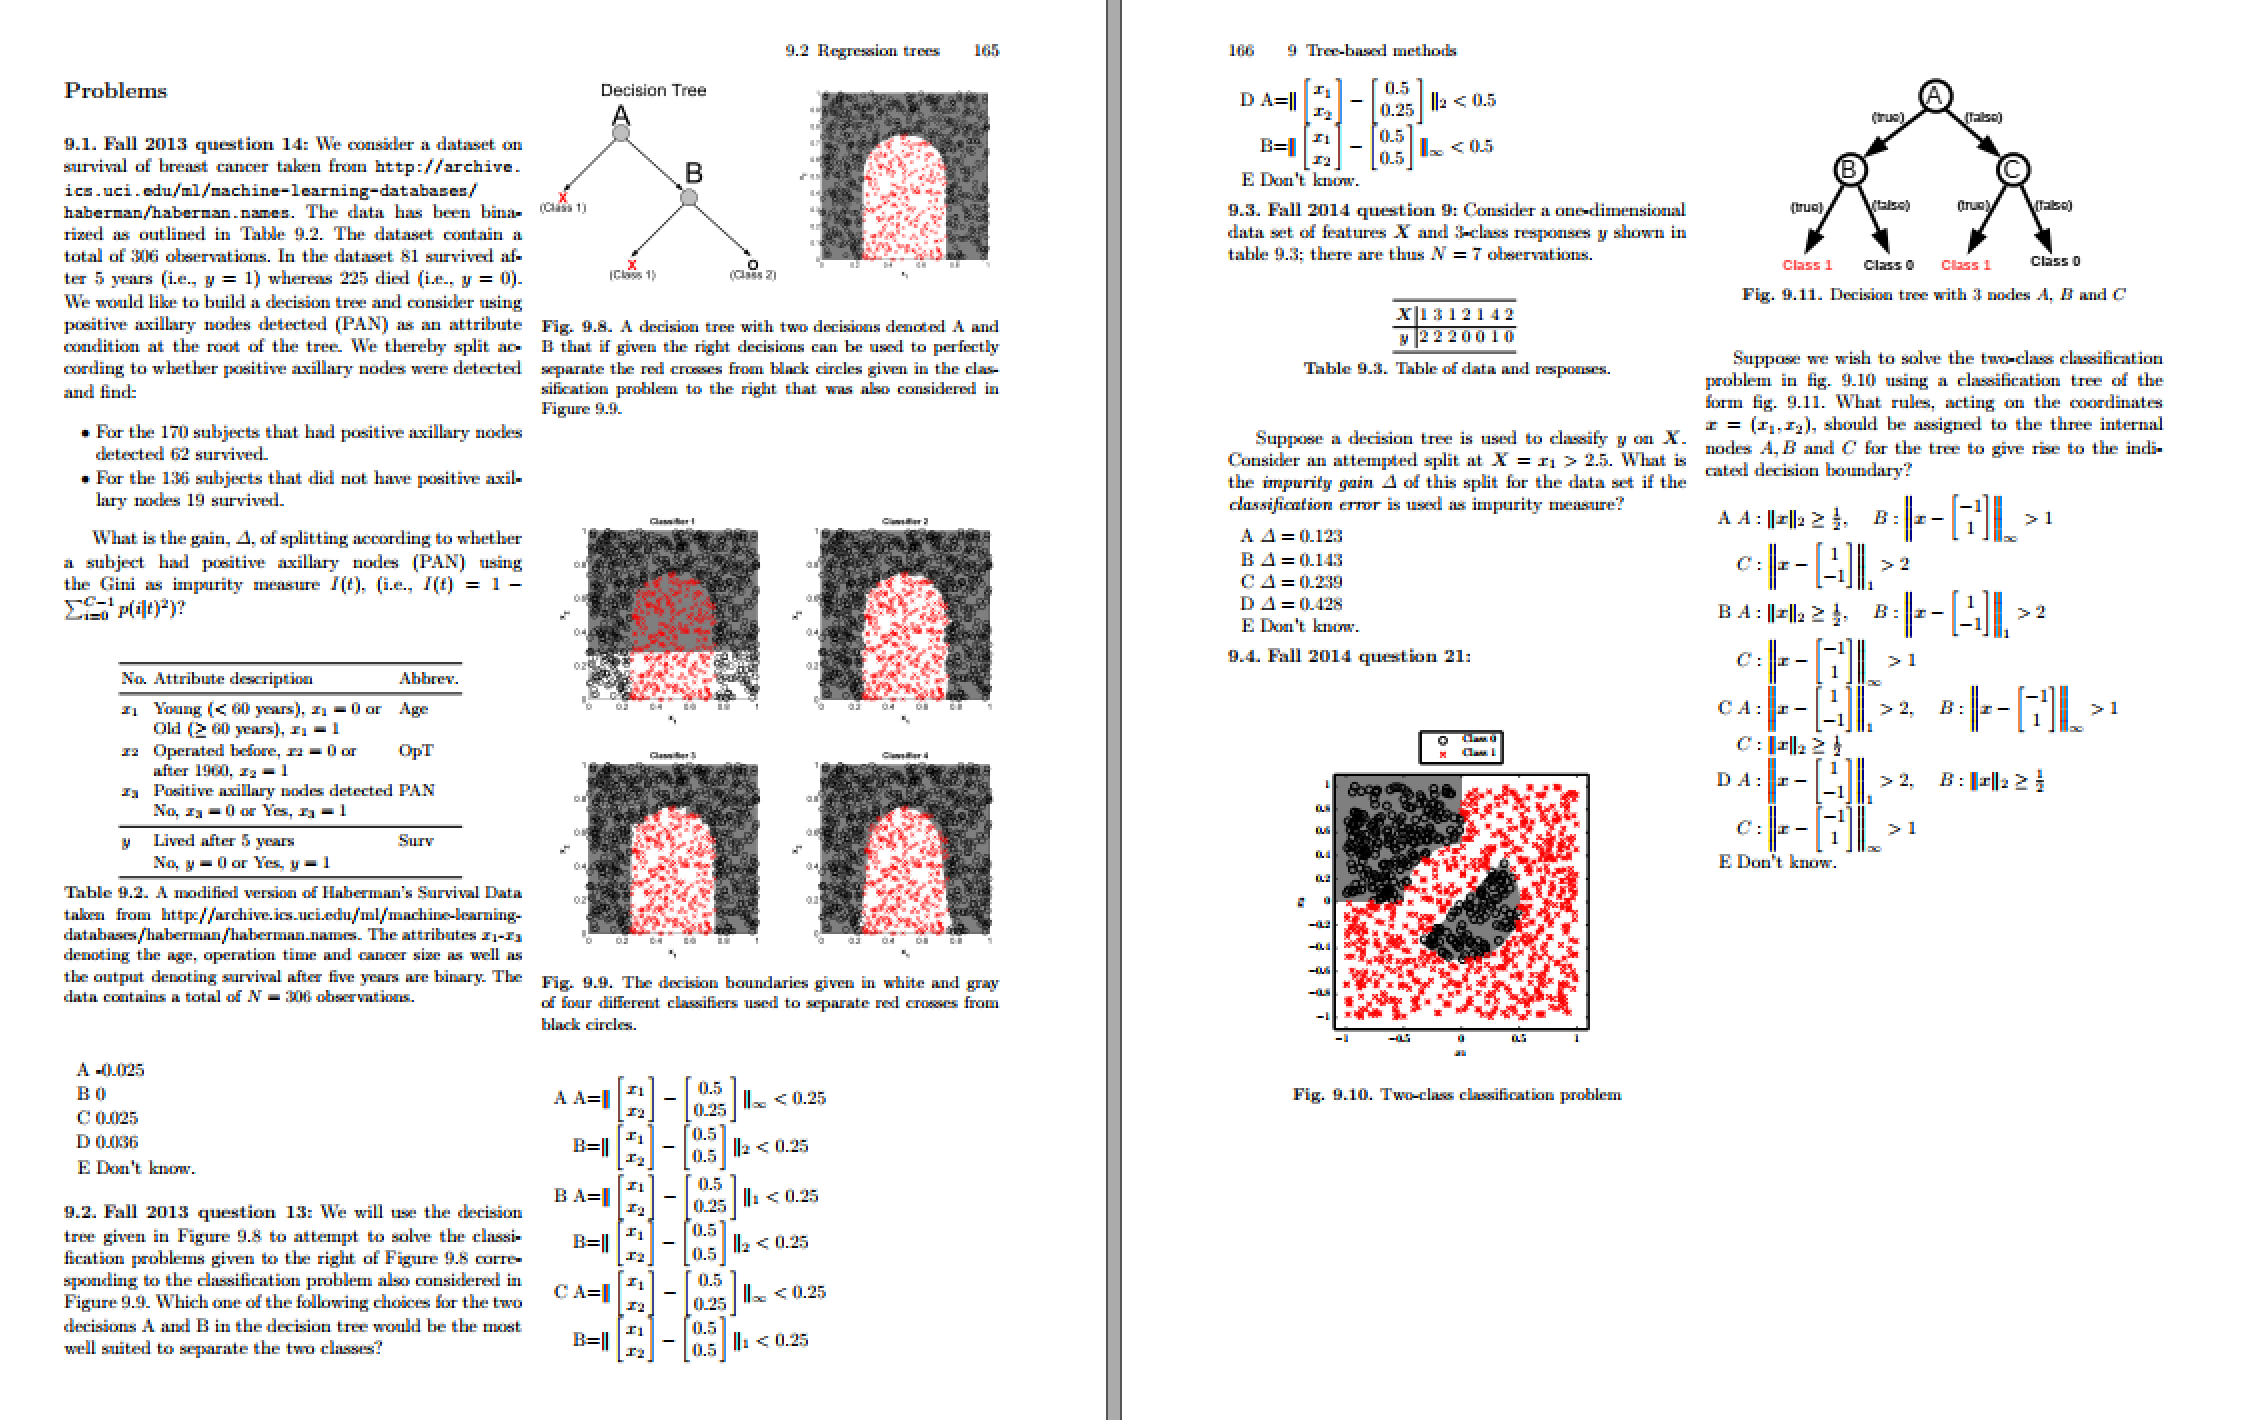 9.2 Regression trees 165
Problems
9.1. Fall 2013 question 14: We consider a dataset on
survival of breast cancer taken from http://archive.
ics.uci.edu/ml/machine-learning-databases/
haberman/haberman.names. The data has been bina-
rized as outlined in Table 9.2. The dataset contain a
total of 306 observations. In the dataset 81 survived af-
ter 5 years (i.e., y = 1) whereas 225 died (i.e., y = 0).
We would like to build a decision tree and consider using
positive axillary nodes detected (PAN) as an attribute
condition at the root of the tree. We thereby split ac-
cording to whether positive axillary nodes were detected
and find:
• For the 170 subjects that had positive axillary nodes
detected 62 survived.
• For the 136 subjects that did not have positive axil-
lary nodes 19 survived.
What is the gain, Δ, of splitting according to whether
a subject had positive axillary nodes (PAN) using
the Gini as impurity measure I(t), (i.e., I(t) = 1 −
∑_{i=0}^{C−1} p(i|t)²)?
No. Attribute description Abbrev.
x₁ Young (< 60 years), x₁ = 0 or Age
Old (≥ 60 years), x₁ = 1
x₂ Operated before, x₂ = 0 or OpT
after 1960, x₂ = 1
x₃ Positive axillary nodes detected PAN
No, x₃ = 0 or Yes, x₃ = 1
y Lived after 5 years Surv
No, y = 0 or Yes, y = 1
Table 9.2. A modified version of Haberman's Survival Data
taken from http://archive.ics.uci.edu/ml/machine-learning-
databases/haberman/haberman.names. The attributes x₁-x₃
denoting the age, operation time and cancer size as well as
the output denoting survival after five years are binary. The
data contains a total of N = 306 observations.
A -0.025
B 0
C 0.025
D 0.036
E Don't know.
9.2. Fall 2013 question 13: We will use the decision
tree given in Figure 9.8 to attempt to solve the classi-
fication problems given to the right of Figure 9.8 corre-
sponding to the classification problem also considered in
Figure 9.9. Which one of the following choices for the two
decisions A and B in the decision tree would be the most
well suited to separate the two classes?
Decision Tree
A
B
X
(Class 1)
X
(Class 1)
O
(Class 2)
Fig. 9.8. A decision tree with two decisions denoted A and
B that if given the right decisions can be used to perfectly
separate the red crosses from black circles given in the clas-
sification problem to the right that was also considered in
Figure 9.9.
Classifier 1 Classifier 2
Classifier 3 Classifier 4
Fig. 9.9. The decision boundaries given in white and gray
of four different classifiers used to separate red crosses from
black circles.
A A=‖[x₁ x₂] − [0.5 0.25]‖∞ < 0.25
B=‖[x₁ x₂] − [0.5 0.5]‖₂ < 0.25
B A=‖[x₁ x₂] − [0.5 0.25]‖₁ < 0.25
B=‖[x₁ x₂] − [0.5 0.5]‖₂ < 0.25
C A=‖[x₁ x₂] − [0.5 0.25]‖∞ < 0.25
B=‖[x₁ x₂] − [0.5 0.5]‖₁ < 0.25
166 9 Tree-based methods
D A=‖[x₁ x₂] − [0.5 0.25]‖₂ < 0.5
B=‖[x₁ x₂] − [0.5 0.5]‖∞ < 0.5
E Don't know.
9.3. Fall 2014 question 9: Consider a one-dimensional
data set of features X and 3-class responses y shown in
table 9.3; there are thus N = 7 observations.
X 1 3 1 2 1 4 2
y 2 2 2 0 0 1 0
Table 9.3. Table of data and responses.
Suppose a decision tree is used to classify y on X.
Consider an attempted split at X = x₁ > 2.5. What is
the impurity gain Δ of this split for the data set if the
classification error is used as impurity measure?
A Δ = 0.123
B Δ = 0.143
C Δ = 0.239
D Δ = 0.428
E Don't know.
9.4. Fall 2014 question 21:
Class 0
Class 1
1
0.8
0.6
0.4
0.2
0
−0.2
−0.4
−0.6
−0.8
−1
−1 −0.5 0 0.5 1
Fig. 9.10. Two-class classification problem
A
(true) (false)
B C
(true) (false) (true) (false)
Class 1 Class 0 Class 1 Class 0
Fig. 9.11. Decision tree with 3 nodes A, B and C
Suppose we wish to solve the two-class classification
problem in fig. 9.10 using a classification tree of the
form fig. 9.11. What rules, acting on the coordinates
x = (x₁, x₂), should be assigned to the three internal
nodes A, B and C for the tree to give rise to the indi-
cated decision boundary?
A A : ‖x‖₂ ≥ ½, B : ‖x − [−1 1]‖∞ > 1
C : ‖x − [1 −1]‖₁ > 2
B A : ‖x‖₂ ≥ ½, B : ‖x − [1 −1]‖₁ > 2
C : ‖x − [−1 1]‖∞ > 1
C A : ‖x − [1 −1]‖₁ > 2, B : ‖x − [−1 1]‖∞ > 1
C : ‖x‖₂ ≥ ½
D A : ‖x − [1 −1]‖₁ > 2, B : ‖x‖₂ ≥ ½
C : ‖x − [−1 1]‖∞ > 1
E Don't know.